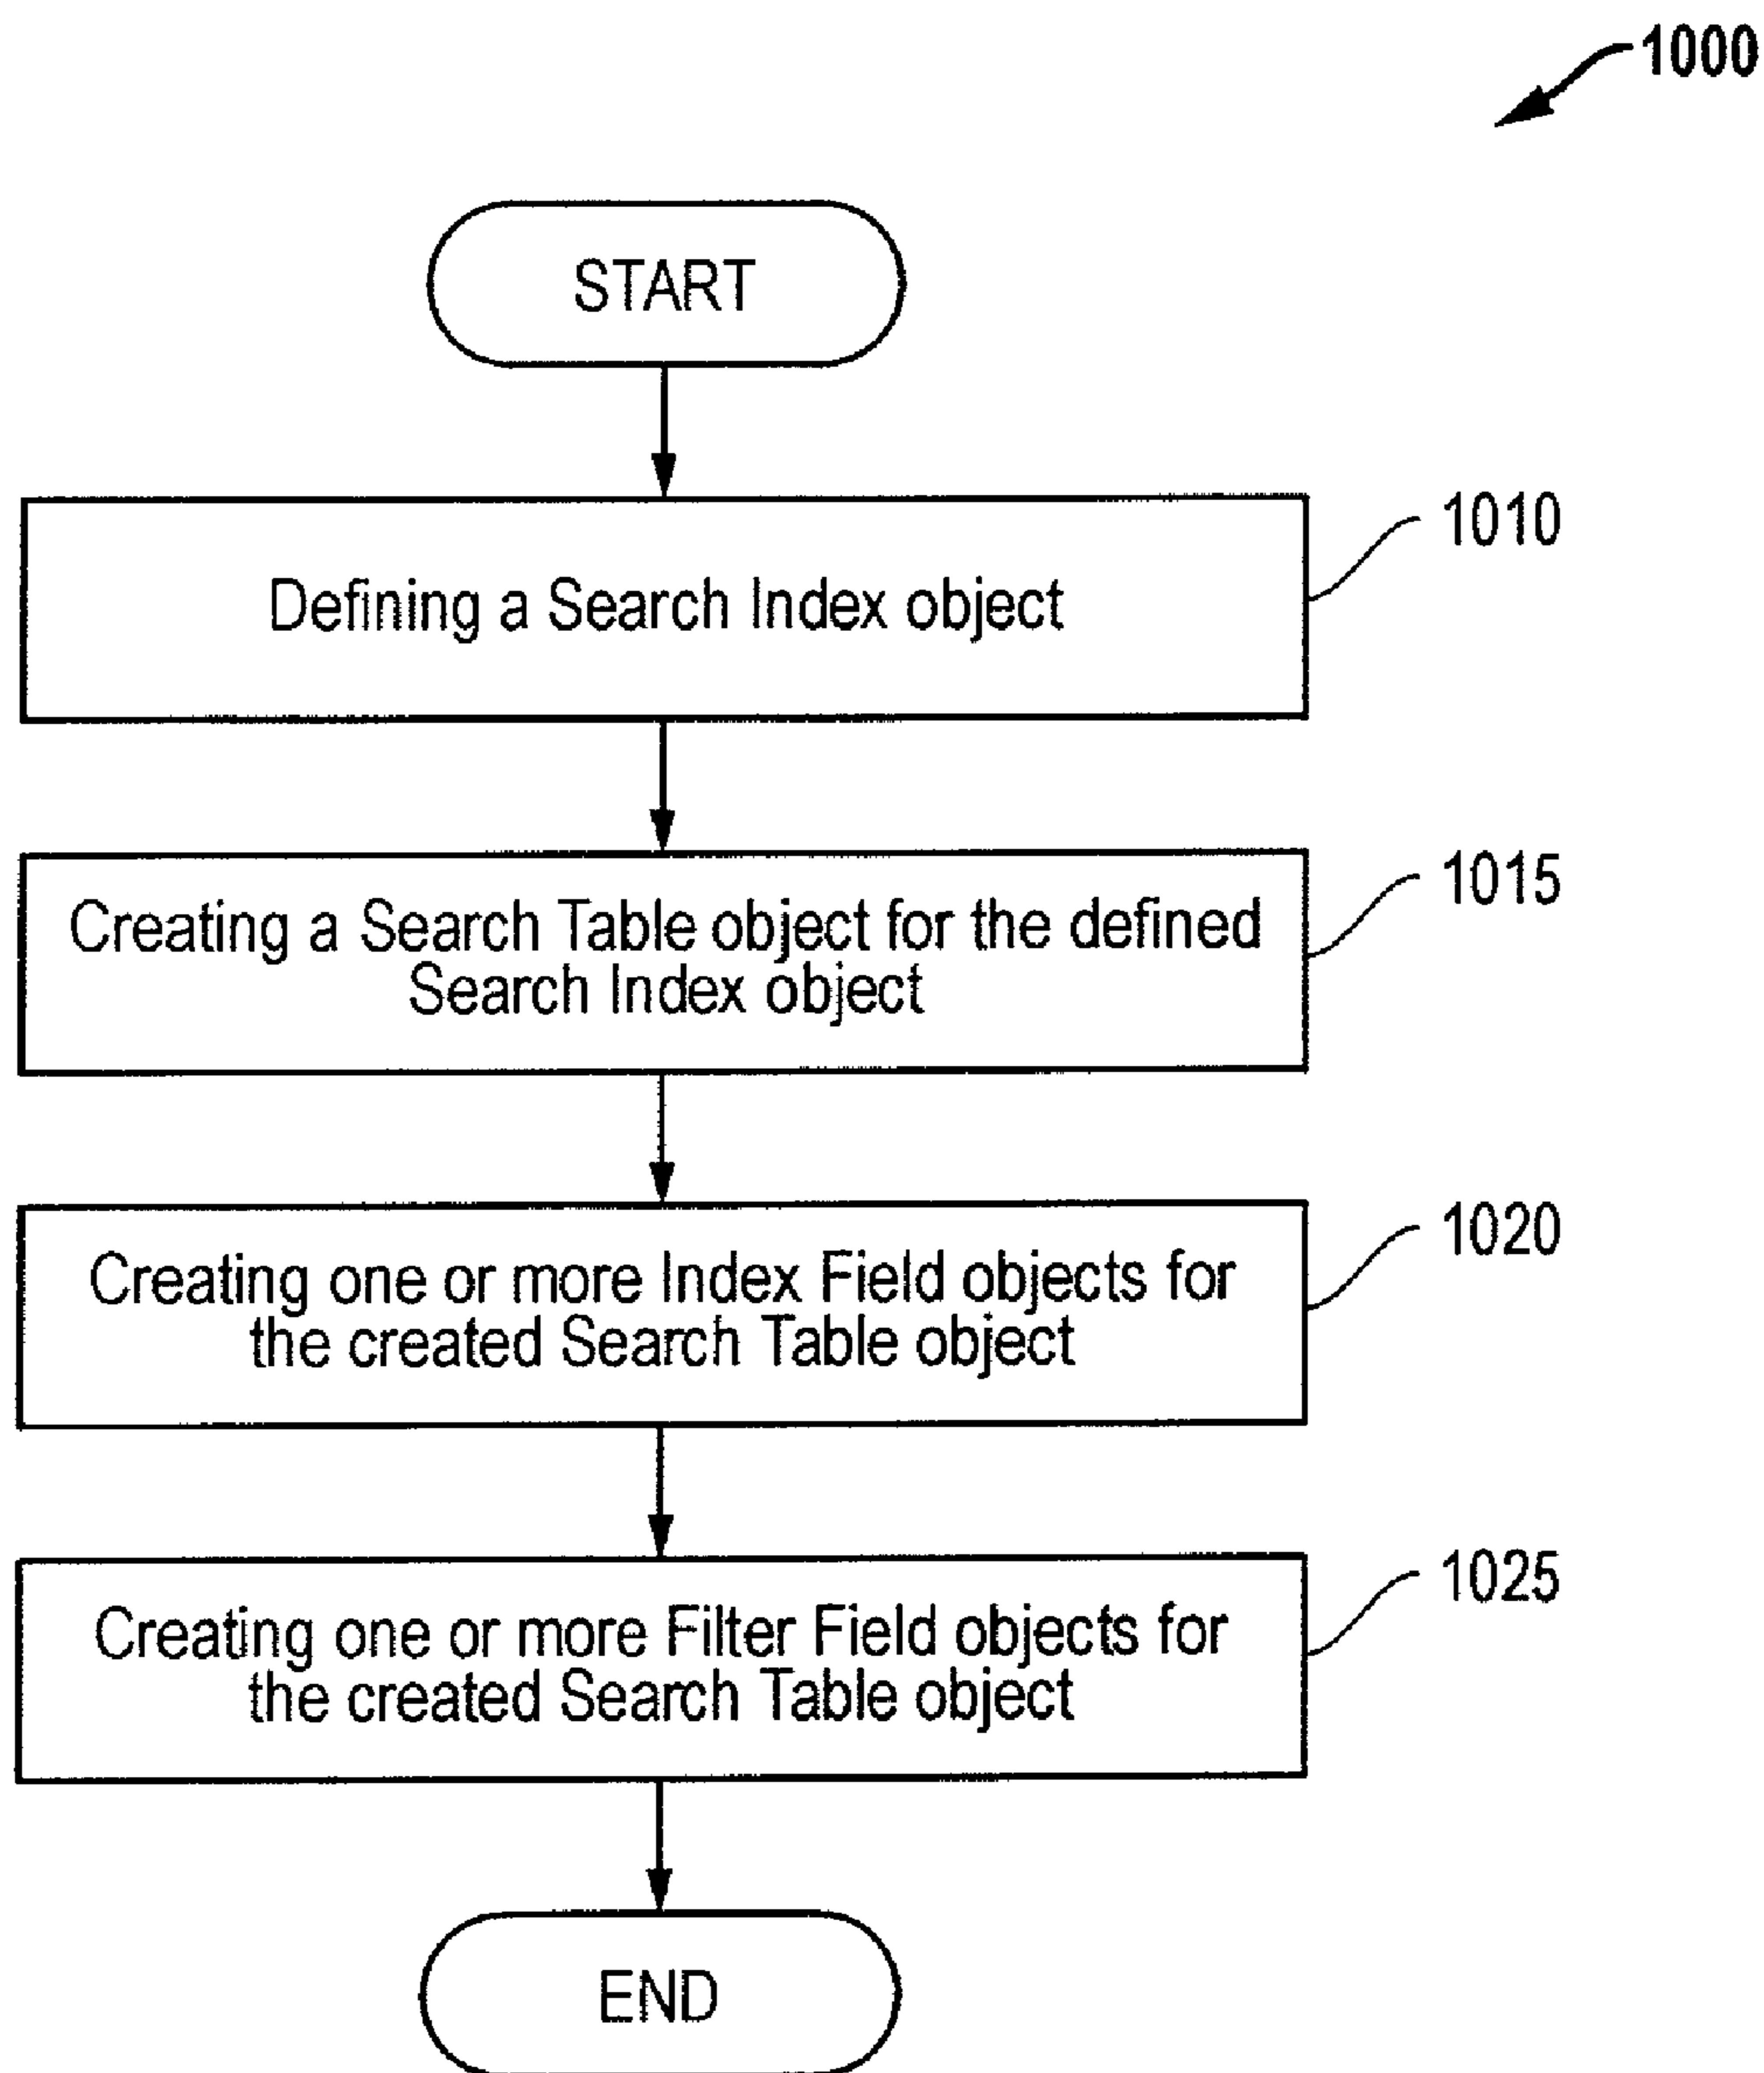 1000
START
1010
Defining a Search Index object
1015
Creating a Search Table object for the defined
Search Index object
1020
Creating one or more Index Field objects for
the created Search Table object
1025
Creating one or more Filter Field objects for
the created Search Table object
END